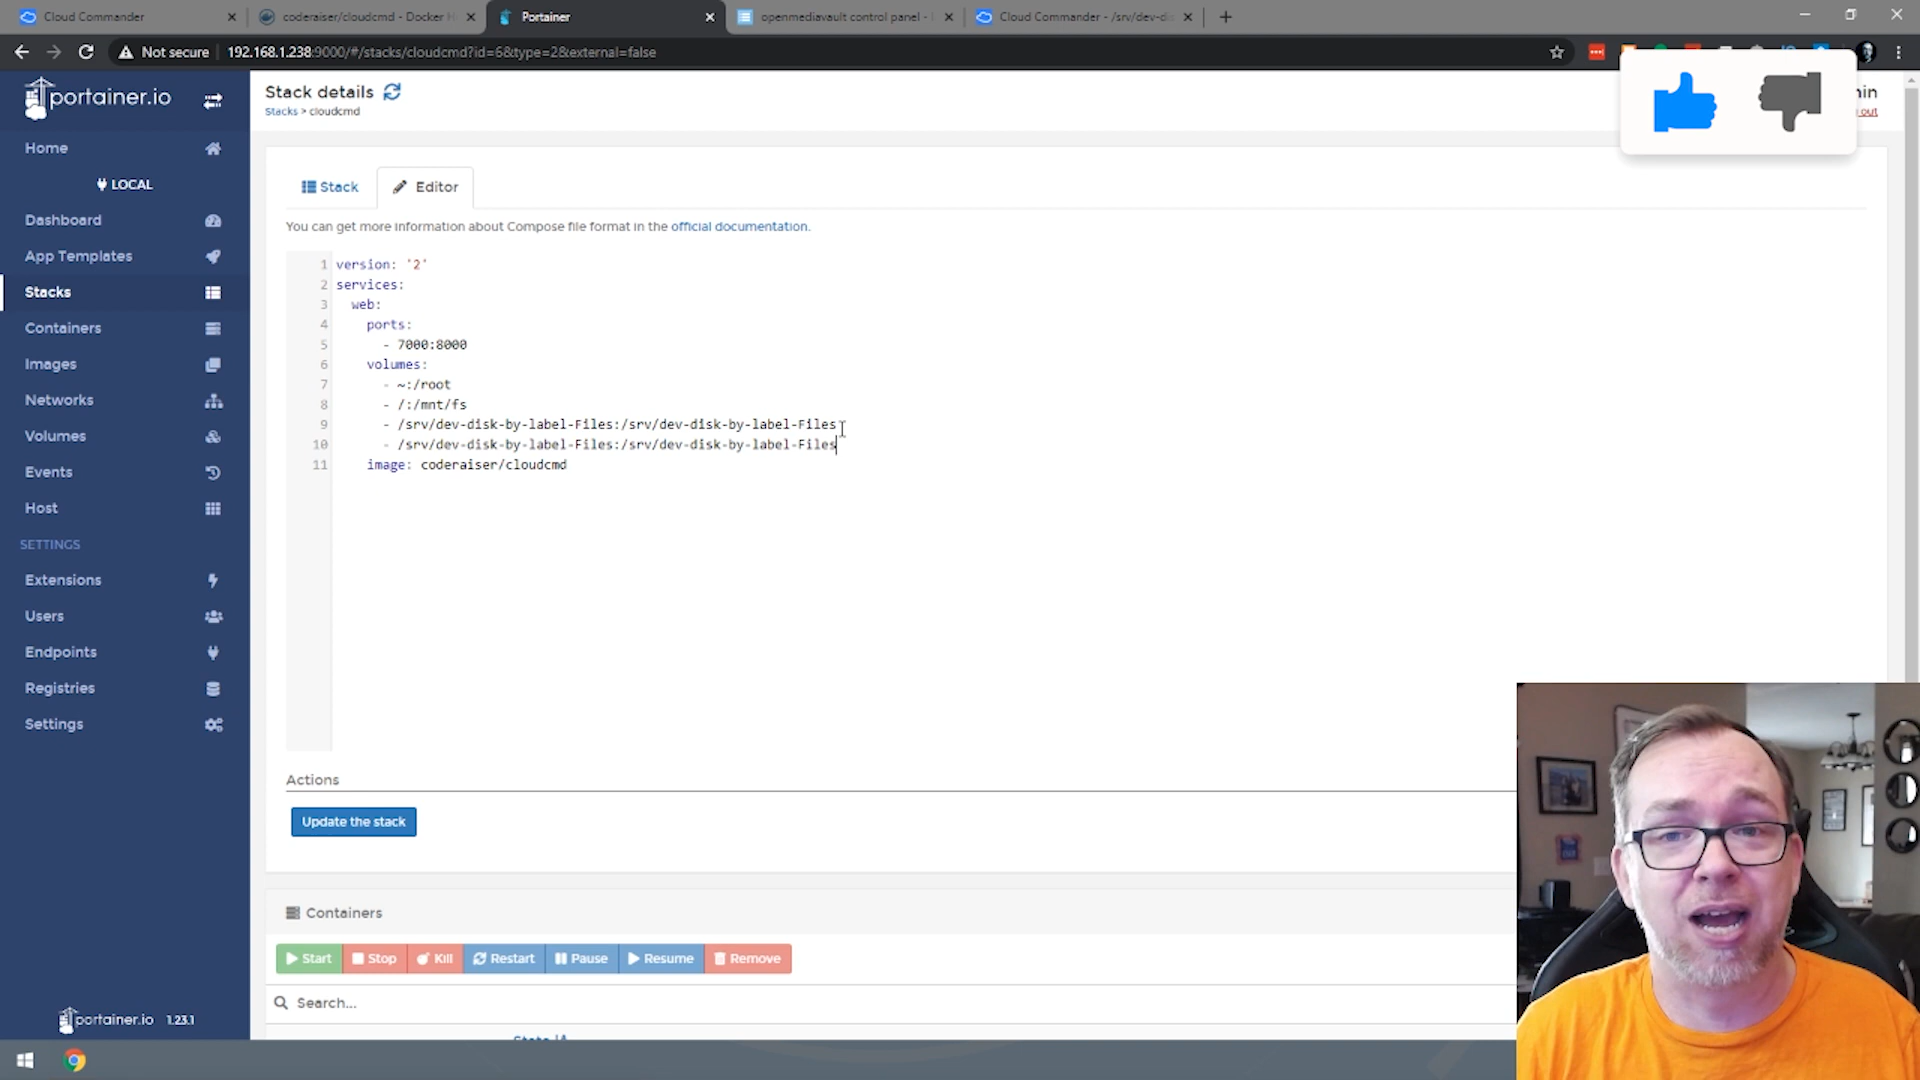 Cloud Commander
coderaiser/cloudcmd - Docker H
Portainer
openmediavault control panel -
Cloud Commander - /srv/dev-di
Not secure
192.168.1.238:9000/#/stacks/cloudcmd?id=6&type=2&external=false
portainer.io
Stack details
Stacks > cloudcmd
out
Home
LOCAL
Dashboard
App Templates
Stacks
Containers
Images
Networks
Volumes
Events
Host
SETTINGS
Extensions
Users
Endpoints
Registries
Settings
portainer.io 1.23.1
Stack
Editor
You can get more information about Compose file format in the official documentation.
1 version: '2'
2 services:
3 web:
4 ports:
5 - 7000:8000
6 volumes:
7 - ~:/root
8 - /:/mnt/fs
9 - /srv/dev-disk-by-label-Files:/srv/dev-disk-by-label-Files
10 - /srv/dev-disk-by-label-Files:/srv/dev-disk-by-label-Files
11 image: coderaiser/cloudcmd
Actions
Update the stack
Containers
Start Stop Kill Restart Pause Resume Remove
Search...